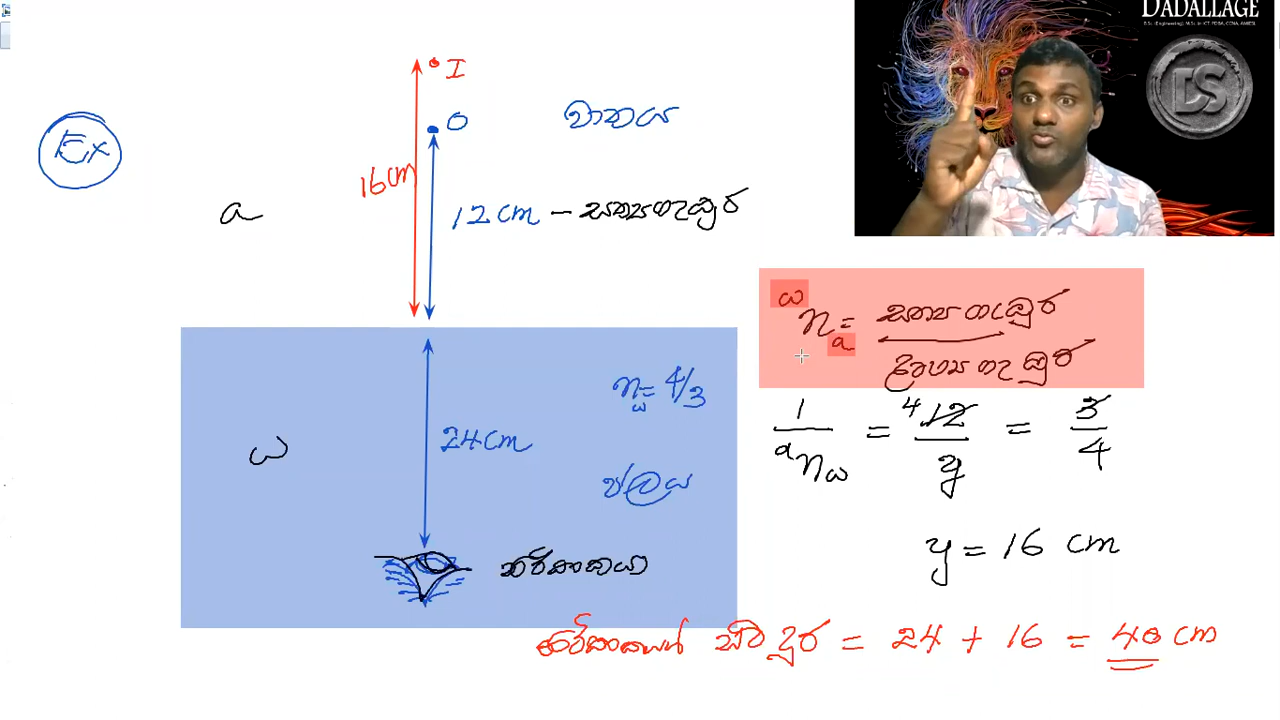 DADALLAGE
DS
Ex
I
O
වාතය
16cm
a
12 cm – සත්‍ය ගැඹුර
ω n a = සත්‍ය ගැඹුර / දෘශ්‍ය ගැඹුර
n ω = 4/3
24cm
ω
ජලය
1 / a n ω = 4 12 / y = 3 / 4
y = 16 cm
නිරීක්ෂකයා
නිරීක්ෂකයාගේ සිට දුර = 24 + 16 = 40 cm